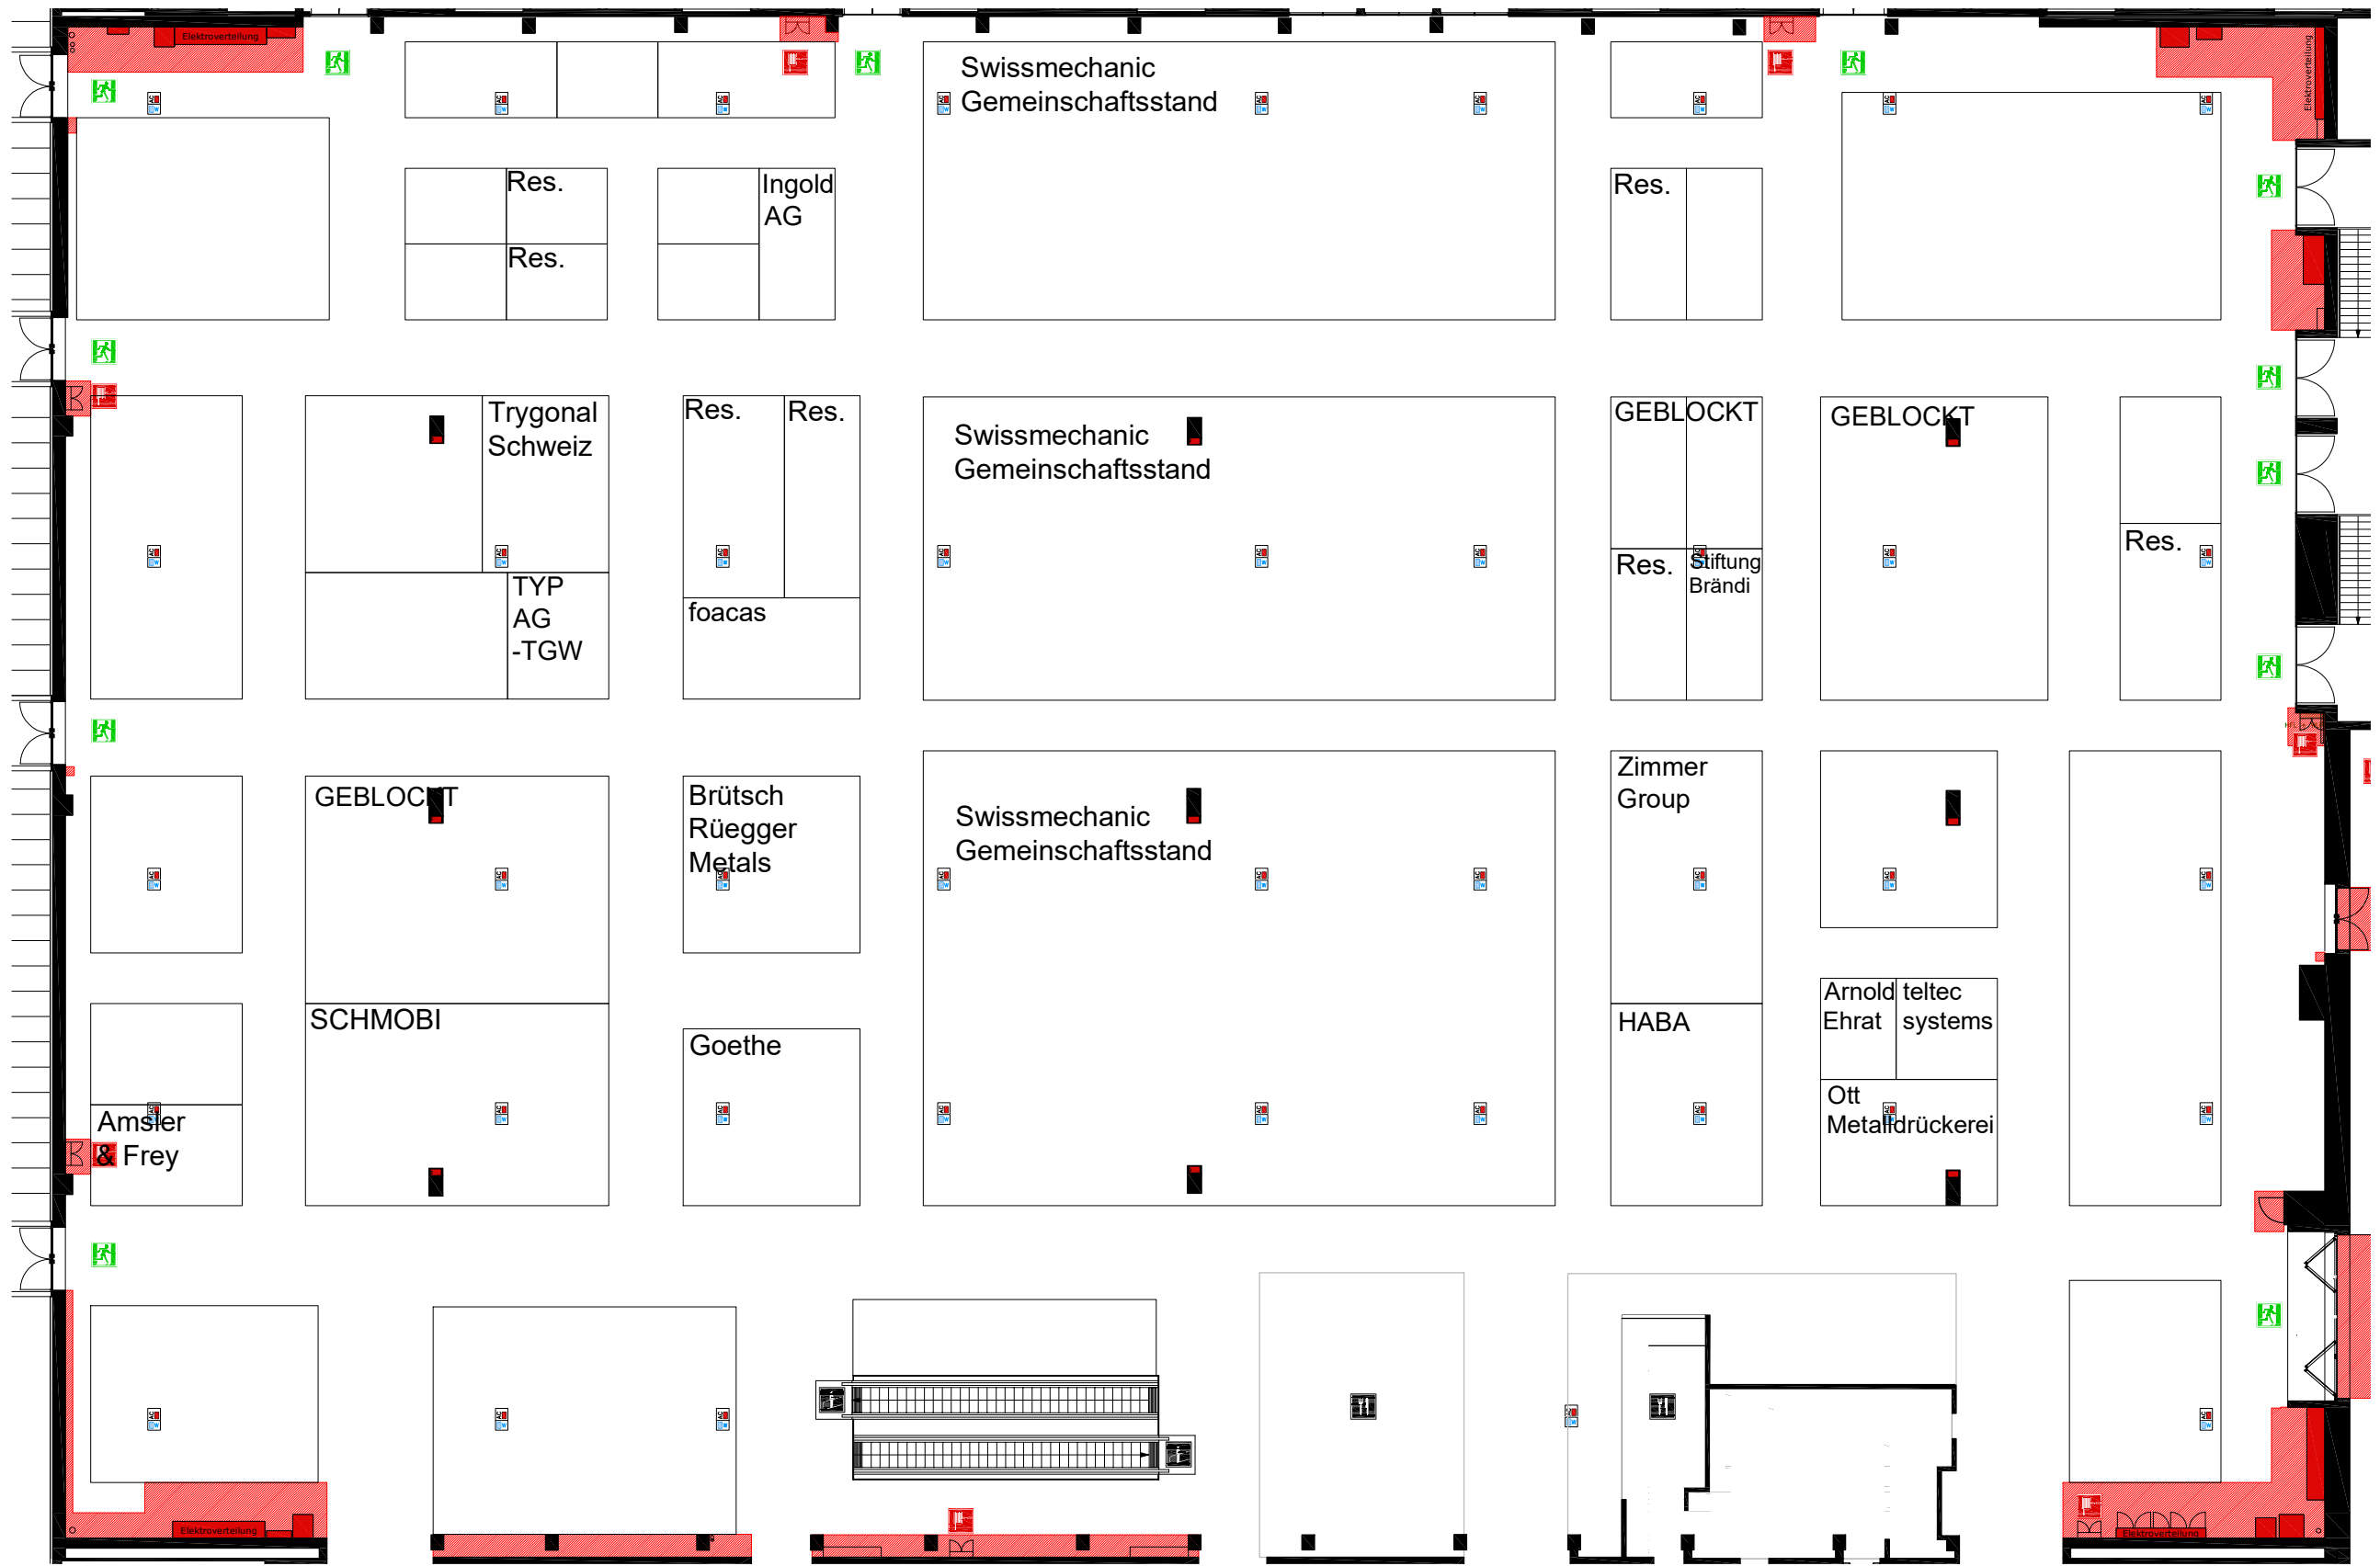 Elektroverteilung
Elektroverteilung
Swissmechanic
Gemeinschaftsstand
Res.
Res.
Ingold
AG
Res.
Trygonal
Schweiz
Res.
Res.
Swissmechanic
Gemeinschaftsstand
GEBLOCKT
GEBLOCKT
Res.
Res.
Stiftung
Brändi
TYP
AG
-TGW
foacas
GEBLOCKT
Brütsch
Rüegger
Metals
Swissmechanic
Gemeinschaftsstand
Zimmer
Group
SCHMOBI
Goethe
HABA
Arnold
Ehrat
teltec
systems
Amsler
& Frey
Ott
Metalldrückerei
Elektroverteilung
Elektroverteilung